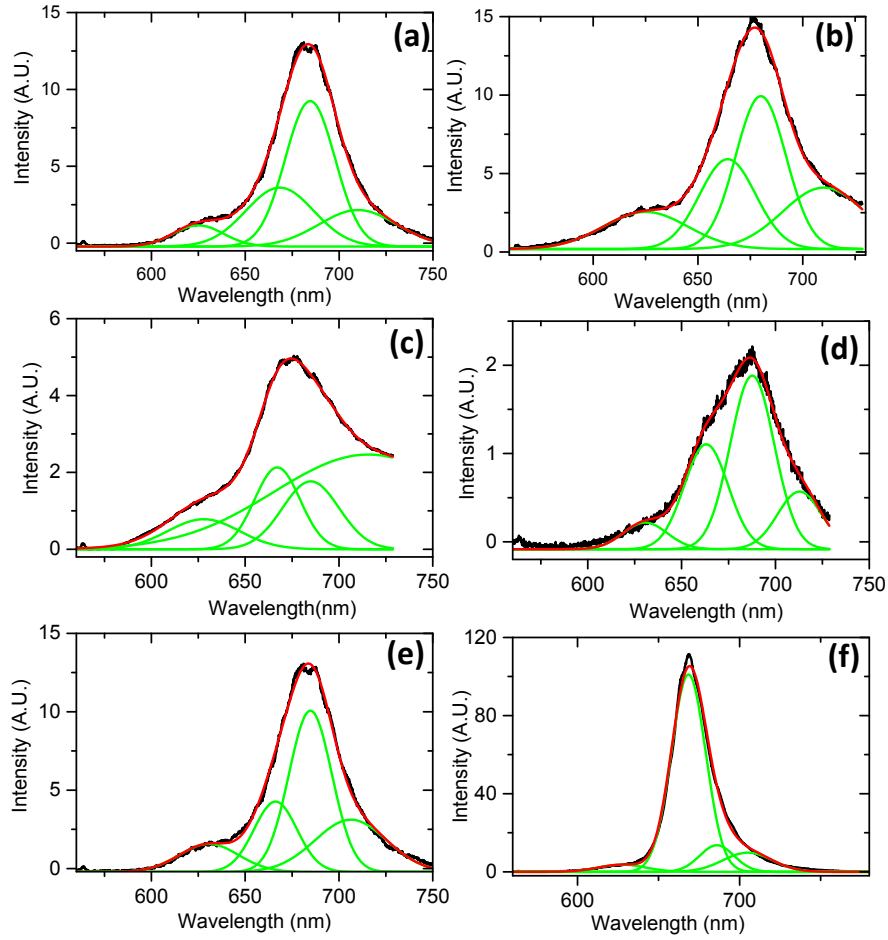 (a)
15
10
5
0
Intensity (A.U.)
600 650 700 750
Wavelength (nm)
(b)
15
10
5
0
Intensity (A.U.)
600 650 700
Wavelength (nm)
(c)
6
4
2
0
Intensity (A.U.)
600 650 700 750
Wavelength(nm)
(d)
2
1
0
Intensity (A.U.)
600 650 700 750
Wavelength (nm)
(e)
15
10
5
0
Intensity (A.U.)
600 650 700 750
Wavelength (nm)
(f)
120
80
40
0
Intensity (A.U.)
600 700
Wavelength (nm)